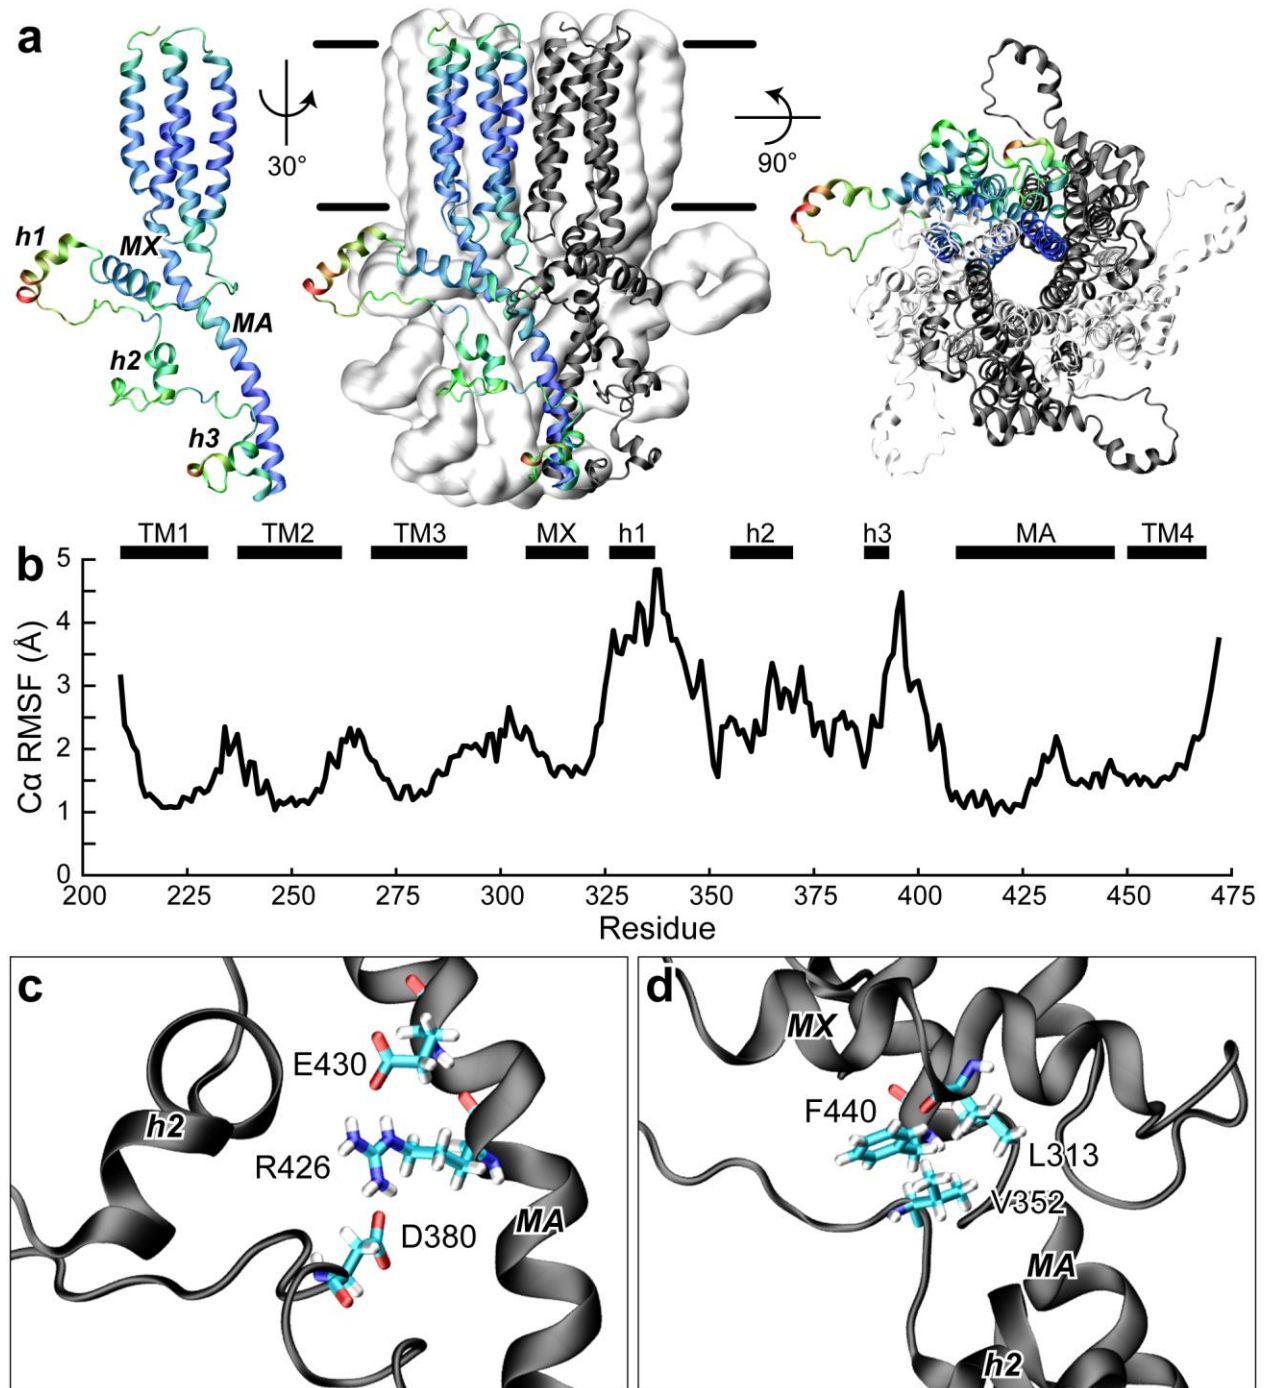 a
h1
MX
MA
h2
h3
30°
90°
b
TM1 TM2 TM3 MX h1 h2 h3 MA TM4
5
4
3
2
1
0
Cα RMSF (Å)
200 225 250 275 300 325 350 375 400 425 450 475
Residue
c
E430
h2
R426
MA
D380
d
MX
F440
L313
V352
MA
h2